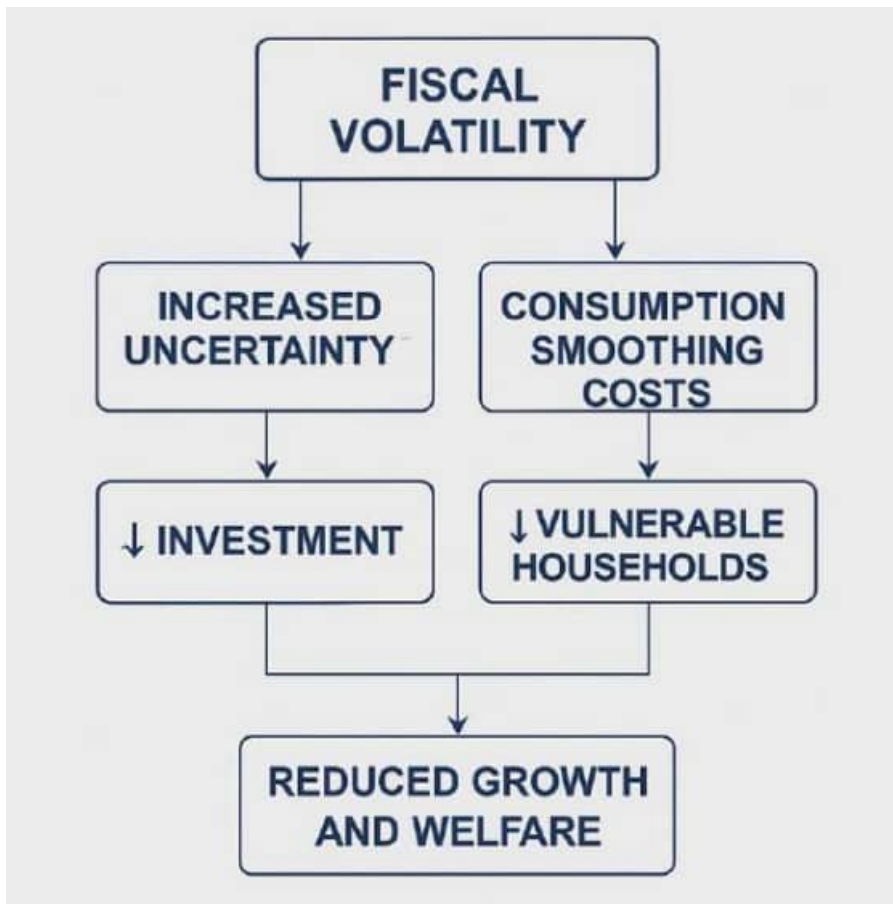 FISCAL
VOLATILITY
INCREASED
UNCERTAINTY
CONSUMPTION
SMOOTHING
COSTS
↓ INVESTMENT
↓ VULNERABLE
HOUSEHOLDS
REDUCED GROWTH
AND WELFARE